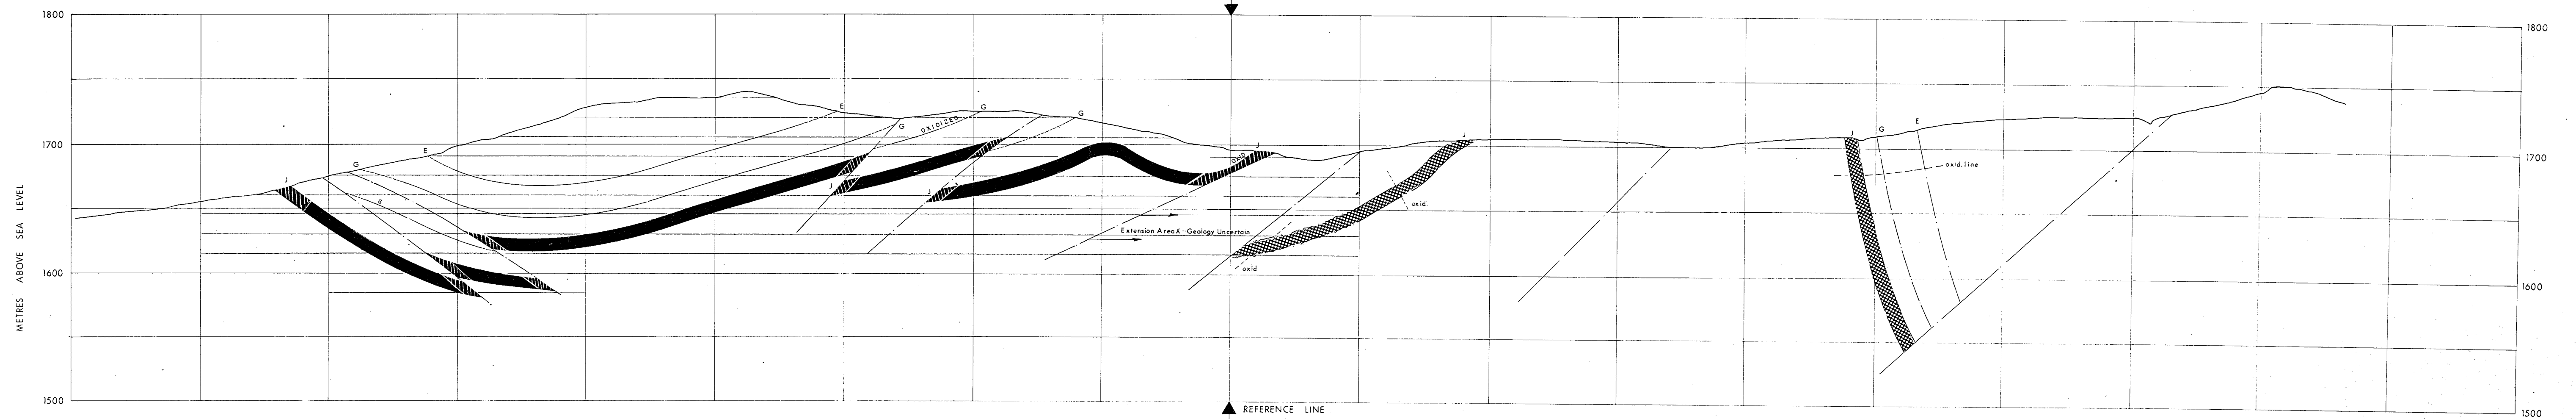 1800
1800
E
G
G
G
OXIDIZED
E
G
J
OXID
J
J
G
E
1700
1700
oxid. line
J
G
J
J
oxid.
METRES ABOVE SEA LEVEL
Extension Area X – Geology Uncertain
oxid
1600
1600
1500
REFERENCE LINE
1500